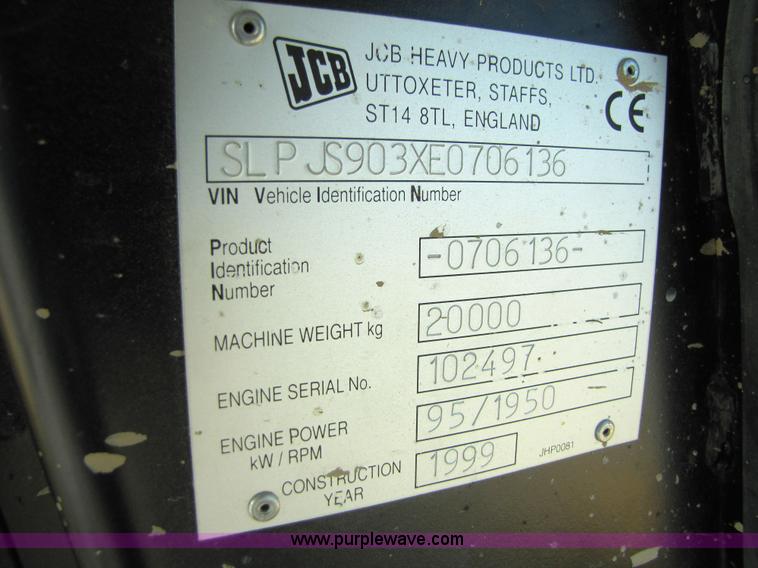 JCB
JCB HEAVY PRODUCTS LTD.
UTTOXETER, STAFFS,
ST14 8TL, ENGLAND
CE
SLPJS903XE0706136
VIN Vehicle Identification Number
Product Identification Number
-0706136-
MACHINE WEIGHT kg
20000
ENGINE SERIAL No.
102497
ENGINE POWER kW / RPM
95/1950
CONSTRUCTION YEAR
1999
JHP0081
www.purplewave.com